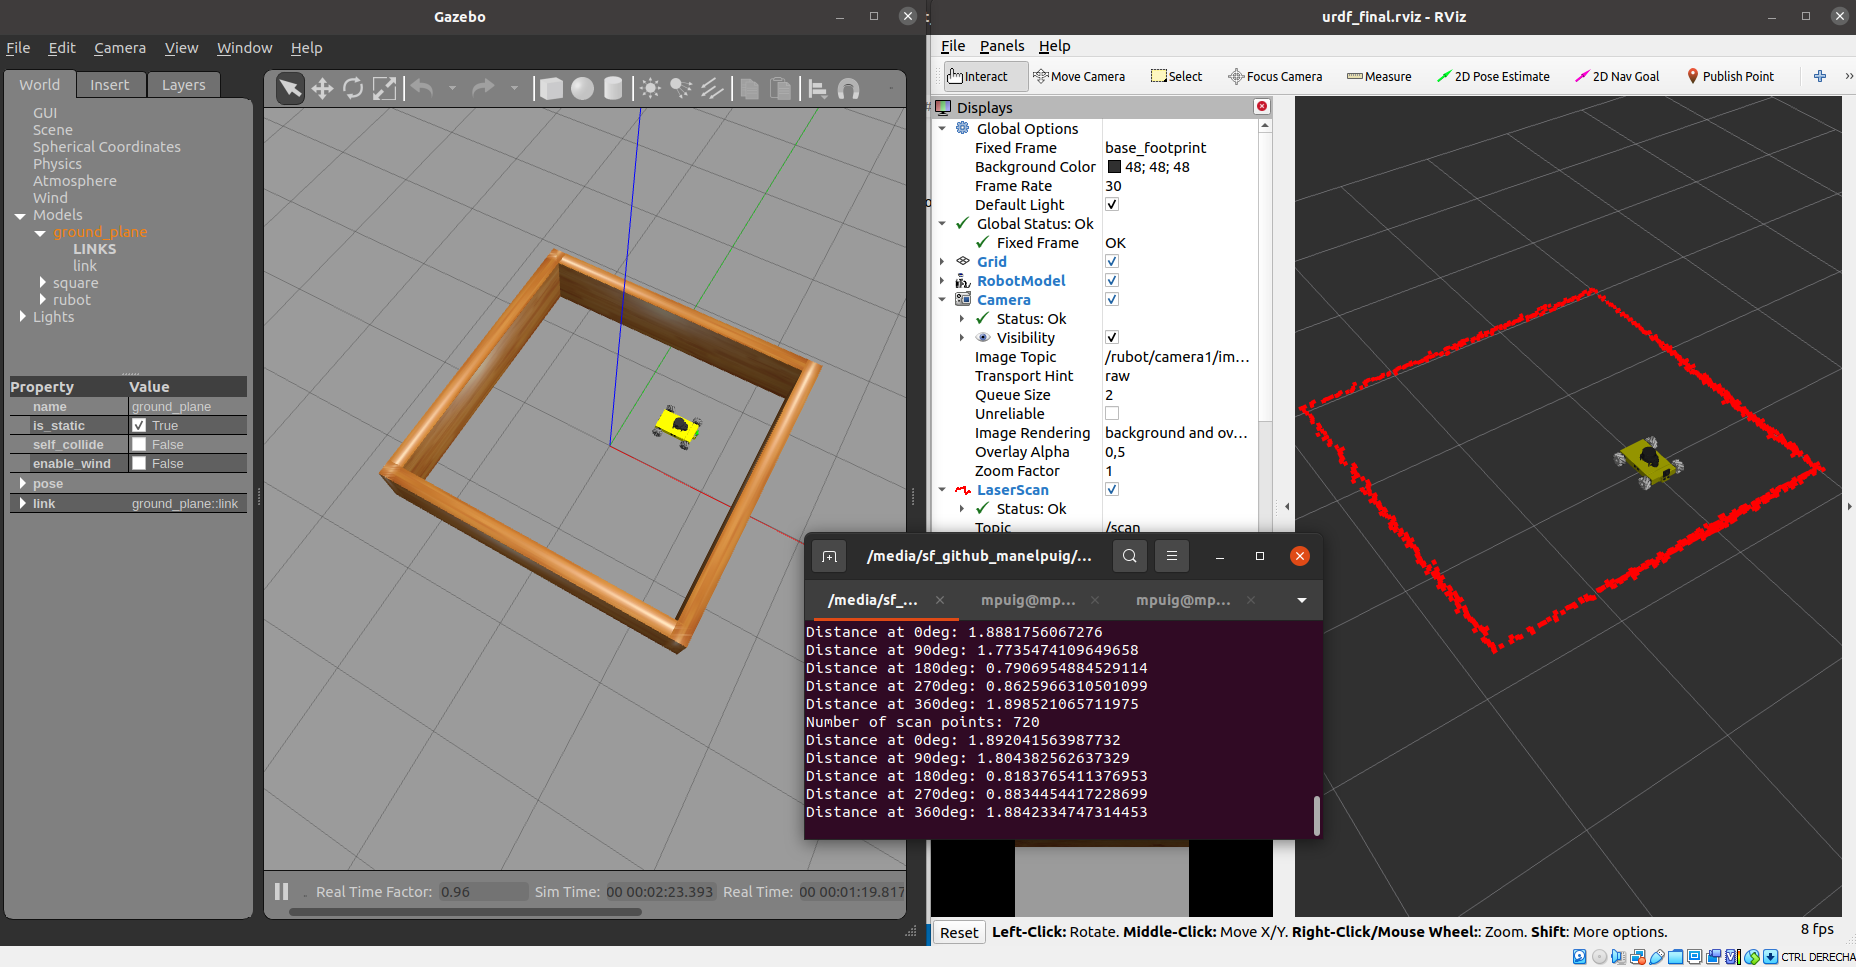 Gazebo
File Edit Camera View Window Help
World Insert Layers
GUI
Scene
Spherical Coordinates
Physics
Atmosphere
Wind
Models
ground_plane
LINKS
link
square
rubot
Lights
Property Value
name ground_plane
is_static True
self_collide False
enable_wind False
pose
link ground_plane::link
Real Time Factor: 0.96 Sim Time: 00 00:02:23.393 Real Time: 00 00:01:19.817
urdf_final.rviz - RViz
File Panels Help
Interact Move Camera Select Focus Camera Measure 2D Pose Estimate 2D Nav Goal Publish Point
Displays
Global Options
Fixed Frame base_footprint
Background Color 48; 48; 48
Frame Rate 30
Default Light
Global Status: Ok
Fixed Frame OK
Grid
RobotModel
Camera
Status: Ok
Visibility
Image Topic /rubot/camera1/im...
Transport Hint raw
Queue Size 2
Unreliable
Image Rendering background and ov...
Overlay Alpha 0,5
Zoom Factor 1
LaserScan
Status: Ok
Topic /scan
/media/sf_github_manelpuig/...
/media/sf_... mpuig@mp... mpuig@mp...
Distance at 0deg: 1.8881756067276
Distance at 90deg: 1.7735474109649658
Distance at 180deg: 0.7906954884529114
Distance at 270deg: 0.8625966310501099
Distance at 360deg: 1.898521065711975
Number of scan points: 720
Distance at 0deg: 1.892041563987732
Distance at 90deg: 1.804382562637329
Distance at 180deg: 0.8183765411376953
Distance at 270deg: 0.8834454417228699
Distance at 360deg: 1.8842334747314453
Reset Left-Click: Rotate. Middle-Click: Move X/Y. Right-Click/Mouse Wheel:: Zoom. Shift: More options. 8 fps
CTRL DERECHA